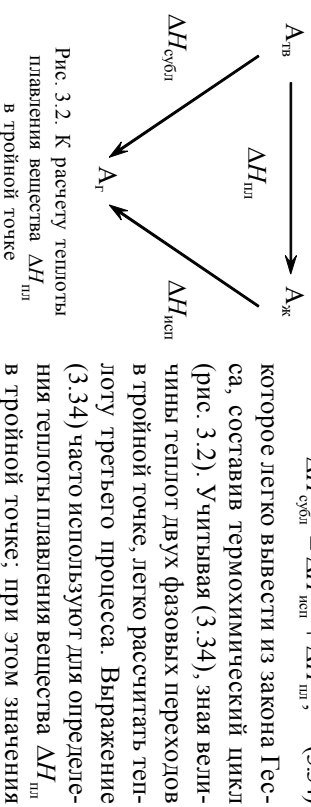 A_тв
ΔH_пл
A_ж
ΔH_субл
ΔH_исп
A_г
Рис. 3.2. К расчету теплоты
плавления вещества ΔH_пл
в тройной точке
ΔH_субл = ΔH_исп + ΔH_пл, (3.34)
которое легко вывести из закона Гес-
са, составив термохимический цикл
(рис. 3.2). Учитывая (3.34), зная вели-
чины теплот двух фазовых переходов
в тройной точке, легко рассчитать теп-
лоту третьего процесса. Выражение
(3.34) часто используют для определе-
ния теплоты плавления вещества ΔH_пл
в тройной точке; при этом значения